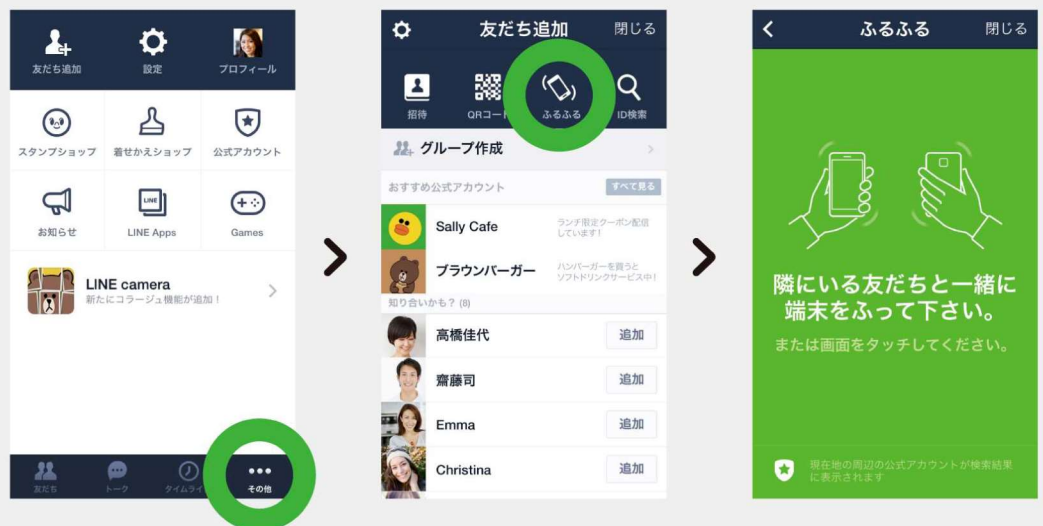 友だち追加
設定
プロフィール
スタンプショップ
着せかえショップ
公式アカウント
お知らせ
LINE
LINE Apps
Games
LINE camera
新たにコラージュ機能が追加！
友だち
トーク
タイムライ
その他
友だち追加
閉じる
招待
QRコード
ふるふる
ID検索
グループ作成
おすすめ公式アカウント
すべて見る
Sally Cafe
ランチ限定クーポン配信
しています！
ブラウンバーガー
ハンバーガーを買うと
ソフトドリンクサービス中！
知り合いかも？ (8)
高橋佳代
追加
齋藤司
追加
Emma
追加
Christina
追加
ふるふる
閉じる
隣にいる友だちと一緒に
端末をふって下さい。
または画面をタッチしてください。
現在地の周辺の公式アカウントが検索結果
に表示されます